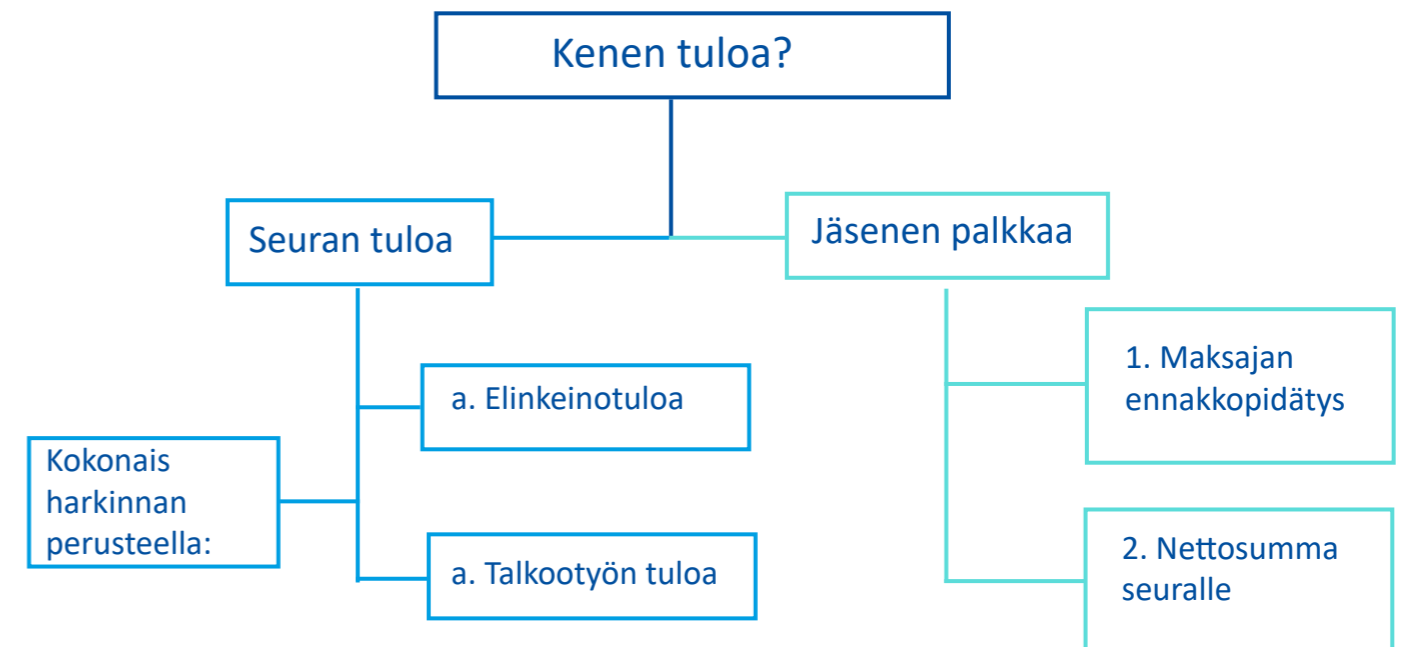 Kenen tuloa?
Seuran tuloa
Jäsenen palkkaa
a. Elinkeinotuloa
a. Talkootyön tuloa
Kokonais
harkinnan
perusteella:
1. Maksajan
ennakkopidätys
2. Nettosumma
seuralle